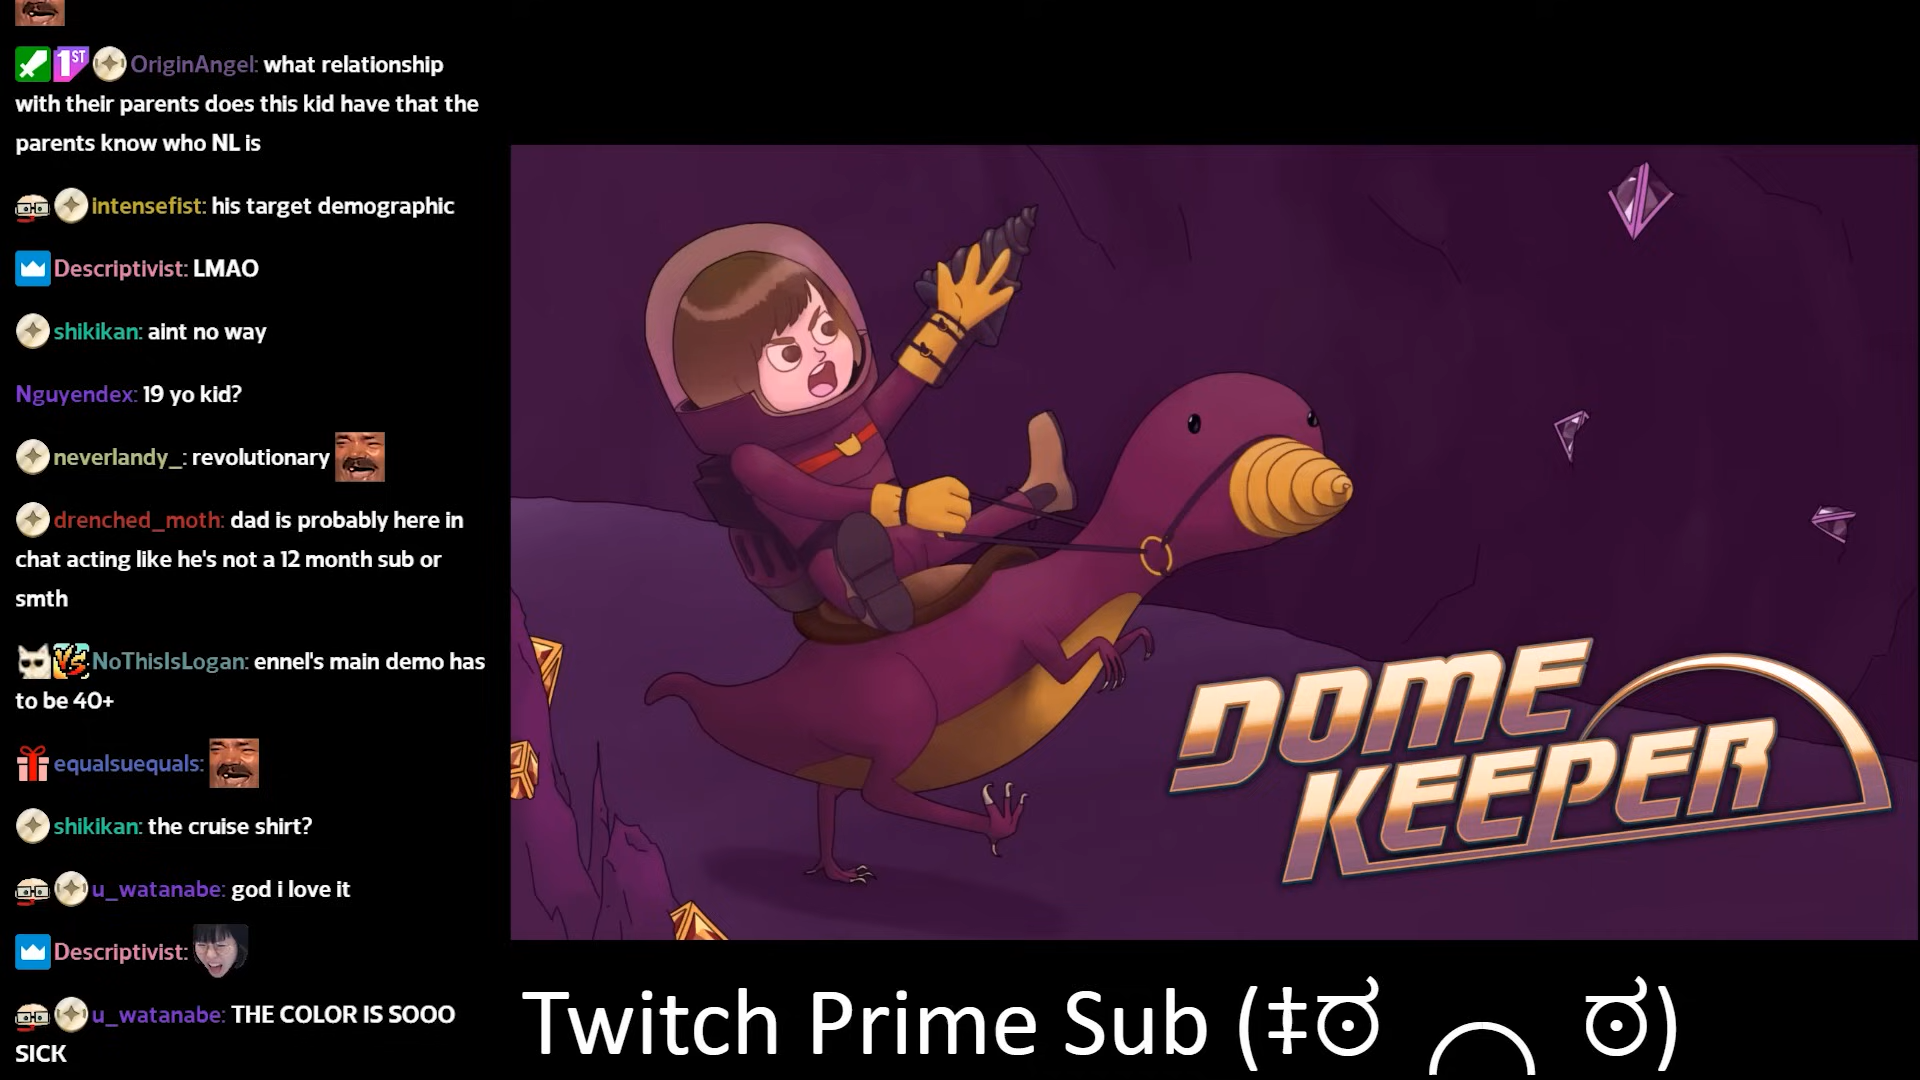 1ST OriginAngel: what relationship
with their parents does this kid have that the
parents know who NL is
intensefist: his target demographic
Descriptivist: LMAO
shikikan: aint no way
Nguyendex: 19 yo kid?
neverlandy_: revolutionary
drenched_moth: dad is probably here in
chat acting like he's not a 12 month sub or
smth
VS NoThisIsLogan: ennel's main demo has
to be 40+
equalsuequals:
shikikan: the cruise shirt?
u_watanabe: god i love it
Descriptivist:
u_watanabe: THE COLOR IS SOOO
SICK
DOME
KEEPER
Twitch Prime Sub (‡ಠ ⁔ ಠ)